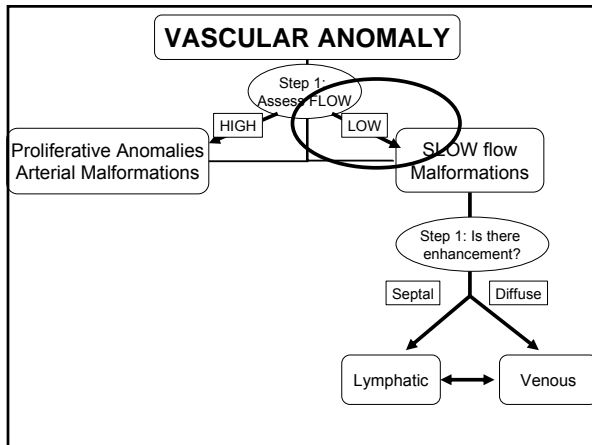 VASCULAR ANOMALY
Step 1:
Assess FLOW
HIGH
LOW
Proliferative Anomalies
Arterial Malformations
SLOW flow
Malformations
Step 1: Is there
enhancement?
Septal
Diffuse
Lymphatic
Venous